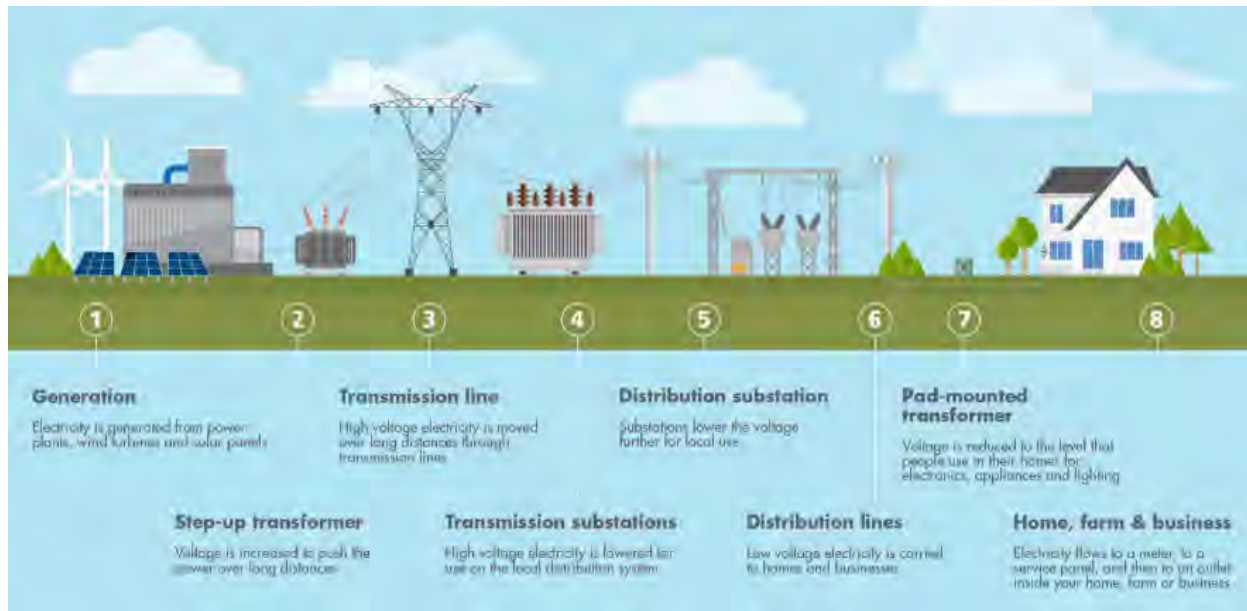 1 2 3 4 5 6 7 8
Generation
Electricity is generated from power
plants, wind turbines and solar panels
Transmission line
High voltage electricity is moved
over long distances through
transmission lines
Distribution substation
Substations lower the voltage
further for local use
Pad-mounted
transformer
Voltage is reduced to the level that
people use in their homes for
electronics, appliances and lighting
Step-up transformer
Voltage is increased to push the
power over long distances
Transmission substations
High voltage electricity is lowered for
use on the local distribution system
Distribution lines
Low voltage electricity is carried
to homes and businesses
Home, farm & business
Electricity flows to a meter, to a
service panel, and then to an outlet
inside your home, farm or business